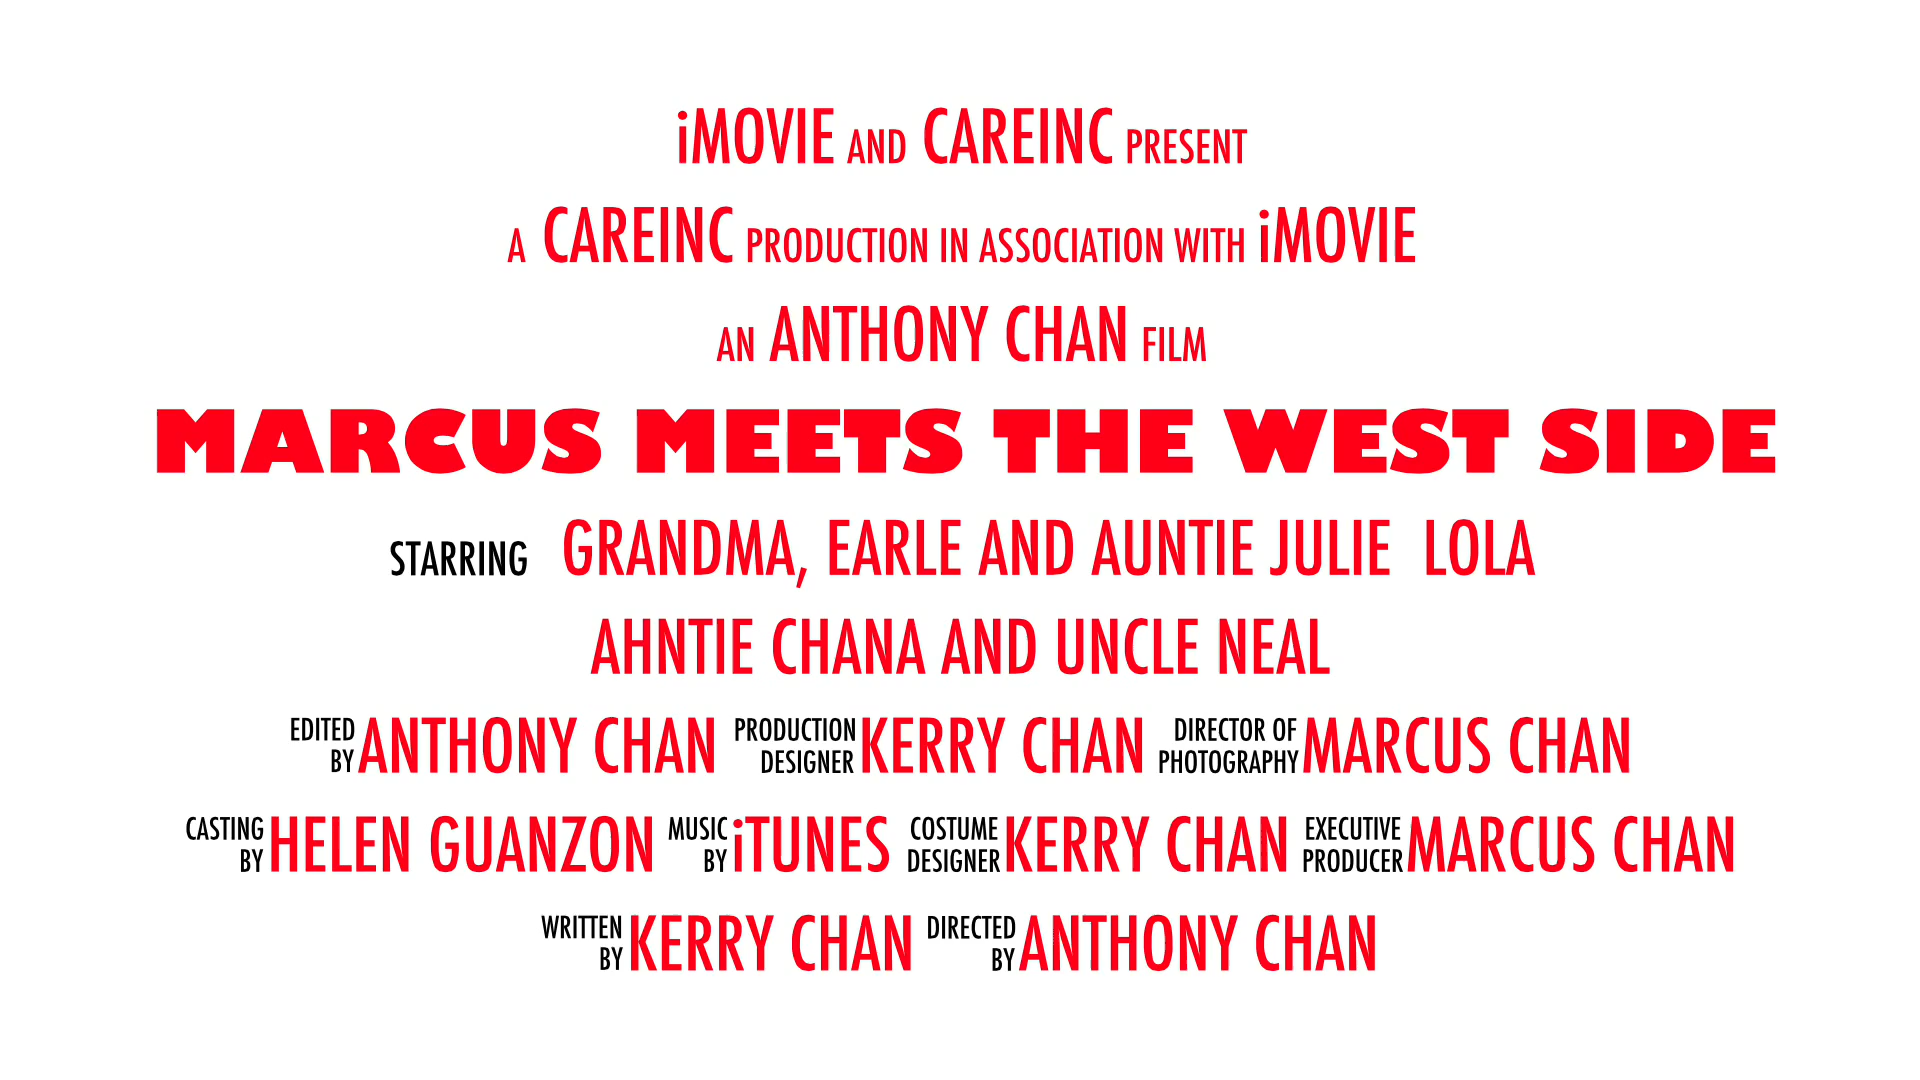 iMOVIE AND CAREINC PRESENT
A CAREINC PRODUCTION IN ASSOCIATION WITH iMOVIE
AN ANTHONY CHAN FILM
MARCUS MEETS THE WEST SIDE
STARRING GRANDMA, EARLE AND AUNTIE JULIE LOLA
AHNTIE CHANA AND UNCLE NEAL
EDITED BY ANTHONY CHAN PRODUCTION DESIGNER KERRY CHAN DIRECTOR OF PHOTOGRAPHY MARCUS CHAN
CASTING BY HELEN GUANZON MUSIC BY iTUNES COSTUME DESIGNER KERRY CHAN EXECUTIVE PRODUCER MARCUS CHAN
WRITTEN BY KERRY CHAN DIRECTED BY ANTHONY CHAN